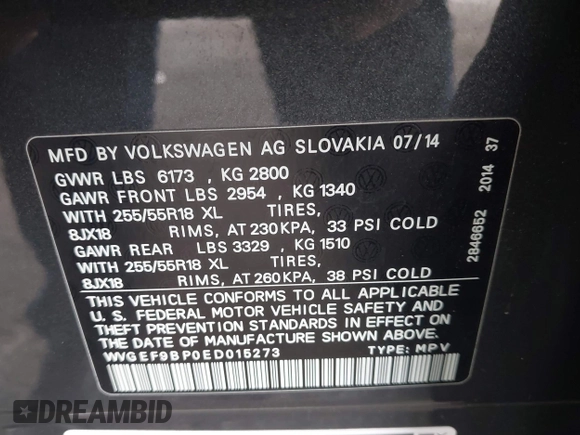 MFD BY VOLKSWAGEN AG SLOVAKIA 07/14
GVWR LBS 6173 , KG 2800
GAWR FRONT LBS 2954 , KG 1340
WITH 255/55R18 XL TIRES,
8JX18 RIMS, AT 230KPA, 33 PSI COLD
GAWR REAR LBS 3329 , KG 1510
WITH 255/55R18 XL TIRES,
8JX18 RIMS, AT 260KPA, 38 PSI COLD
THIS VEHICLE CONFORMS TO ALL APPLICABLE
U. S. FEDERAL MOTOR VEHICLE SAFETY AND
THEFT PREVENTION STANDARDS IN EFFECT ON
THE DATE OF MANUFACTURE SHOWN ABOVE.
WVGEF9BP0ED015273 TYPE: MPV
2846652 2014 37
DREAMBID